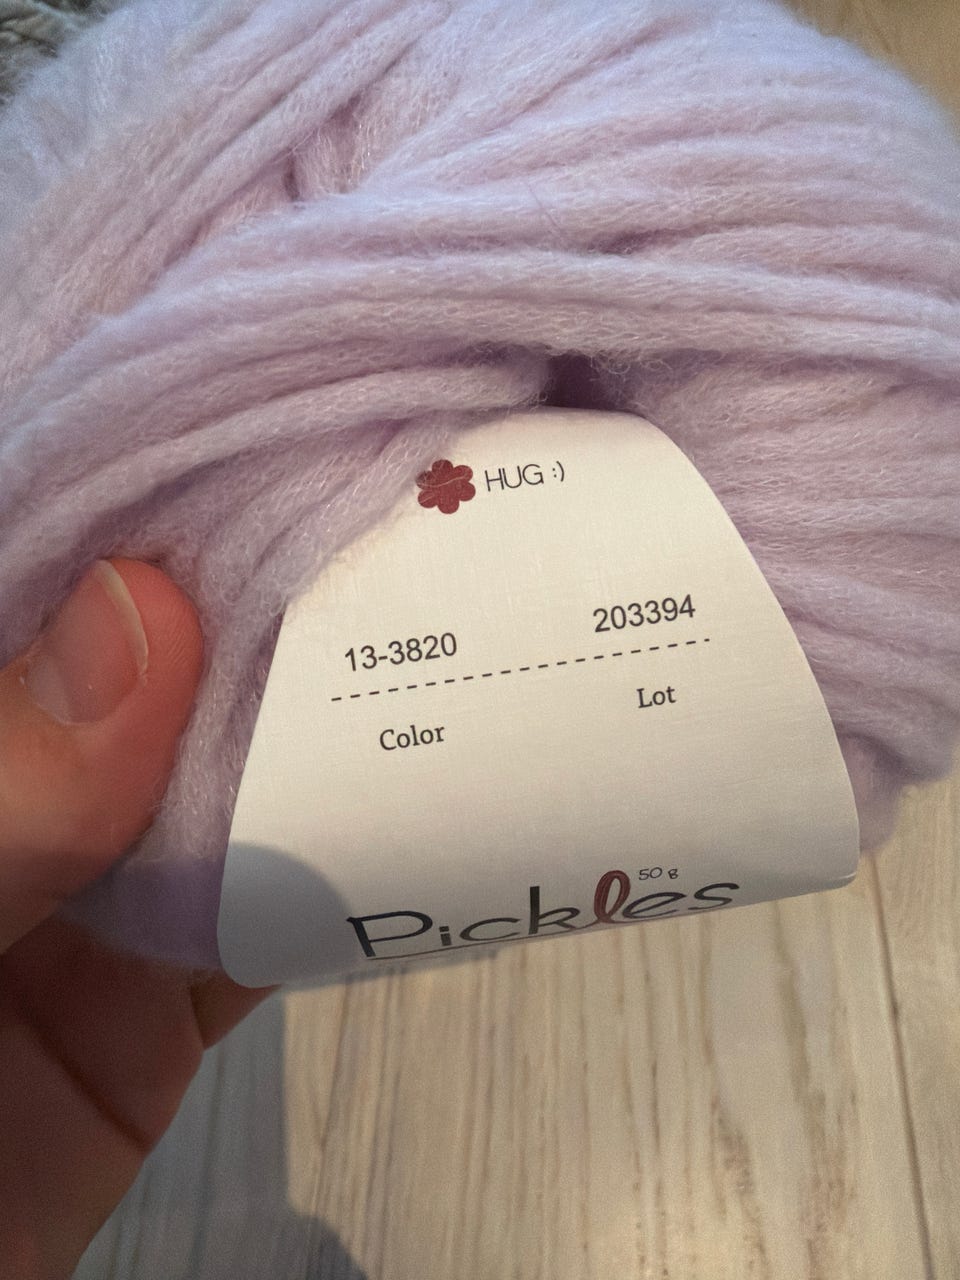 HUG :)
13-3820 203394
Color Lot
50 g
Pickles